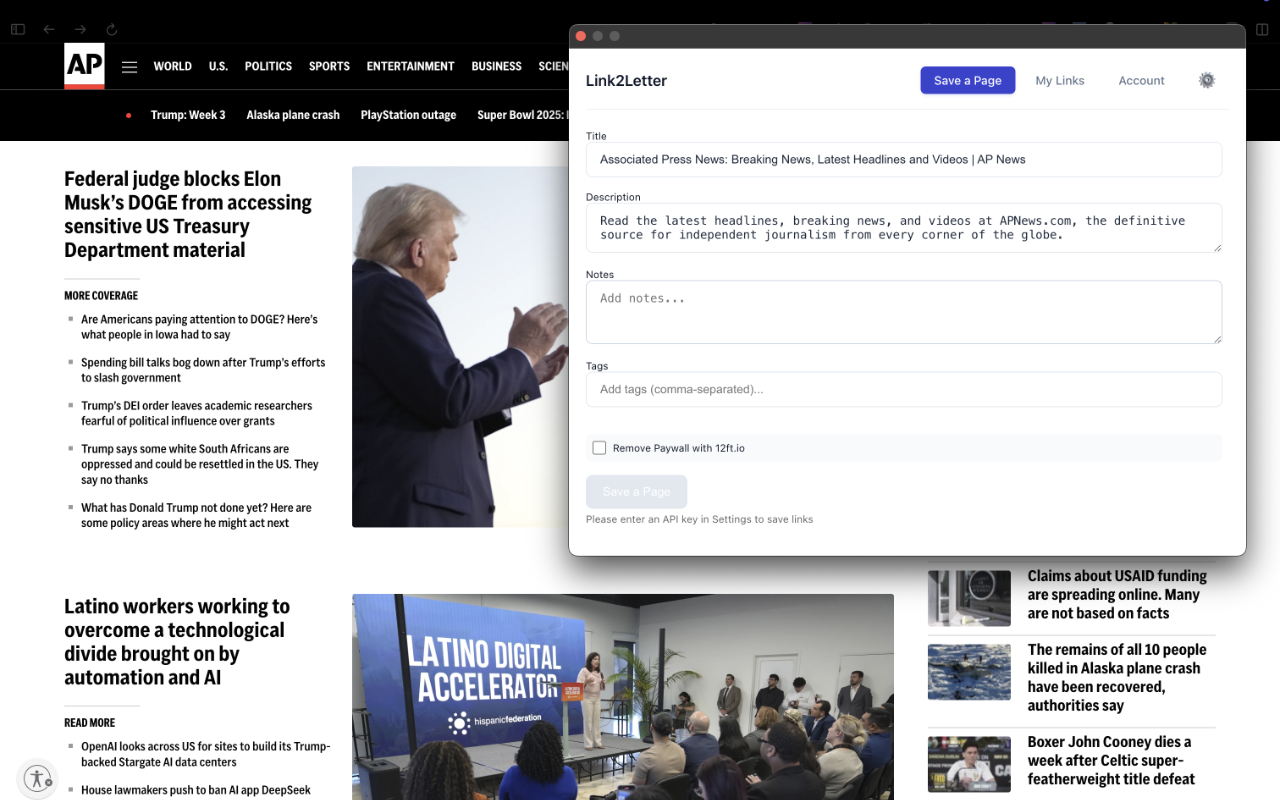 AP
WORLD
U.S.
POLITICS
SPORTS
ENTERTAINMENT
BUSINESS
SCIEN
Trump: Week 3
Alaska plane crash
PlayStation outage
Super Bowl 2025:
Federal judge blocks Elon
Musk's DOGE from accessing
sensitive US Treasury
Department material
MORE COVERAGE
Are Americans paying attention to DOGE? Here's
what people in Iowa had to say
Spending bill talks bog down after Trump's efforts
to slash government
Trump's DEI order leaves academic researchers
fearful of political influence over grants
Trump says some white South Africans are
oppressed and could be resettled in the US. They
say no thanks
What has Donald Trump not done yet? Here are
some policy areas where he might act next
Link2Letter
Save a Page
My Links
Account
Title
Associated Press News: Breaking News, Latest Headlines and Videos | AP News
Description
Read the latest headlines, breaking news, and videos at APNews.com, the definitive
source for independent journalism from every corner of the globe.
Notes
Add notes...
Tags
Add tags (comma-separated)...
Remove Paywall with 12ft.io
Save a Page
Please enter an API key in Settings to save links
Latino workers working to
overcome a technological
divide brought on by
automation and AI
READ MORE
OpenAI looks across US for sites to build its Trump-
backed Stargate AI data centers
House lawmakers push to ban AI app DeepSeek
LATINO DIGITAL
ACCELERATOR
hispanicfederation
Claims about USAID funding
are spreading online. Many
are not based on facts
The remains of all 10 people
killed in Alaska plane crash
have been recovered,
authorities say
Boxer John Cooney dies a
week after Celtic super-
featherweight title defeat